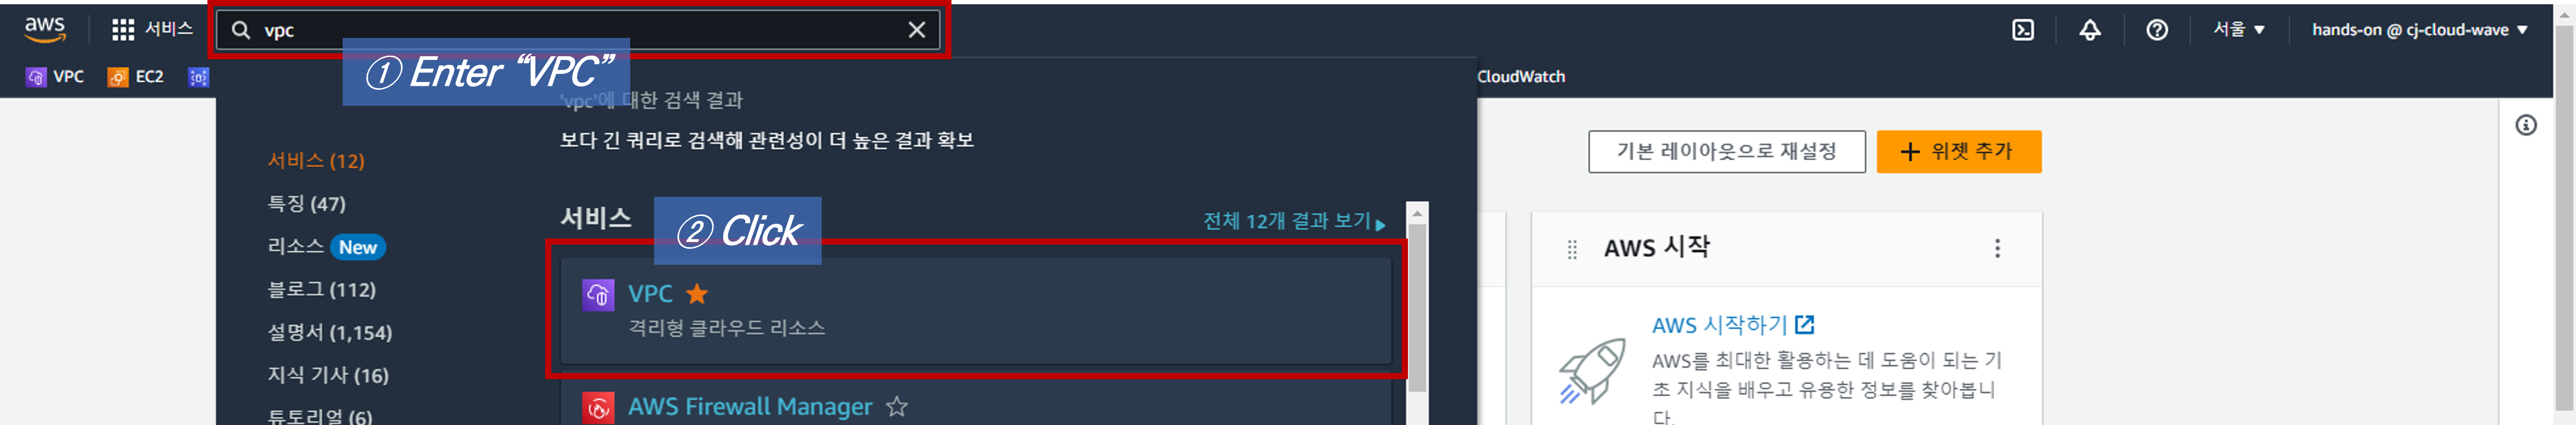 aws
서비스
vpc
서울 ▼
hands-on @ cj-cloud-wave ▼
VPC
EC2
① Enter “VPC”
CloudWatch
'vpc'에 대한 검색 결과
보다 긴 쿼리로 검색해 관련성이 더 높은 결과 확보
서비스 (12)
특징 (47)
리소스 New
블로그 (112)
설명서 (1,154)
지식 기사 (16)
튜토리얼 (6)
서비스
② Click
전체 12개 결과 보기▶
VPC
격리형 클라우드 리소스
AWS Firewall Manager
기본 레이아웃으로 재설정
+ 위젯 추가
AWS 시작
AWS 시작하기
AWS를 최대한 활용하는 데 도움이 되는 기
초 지식을 배우고 유용한 정보를 찾아봅니
다.